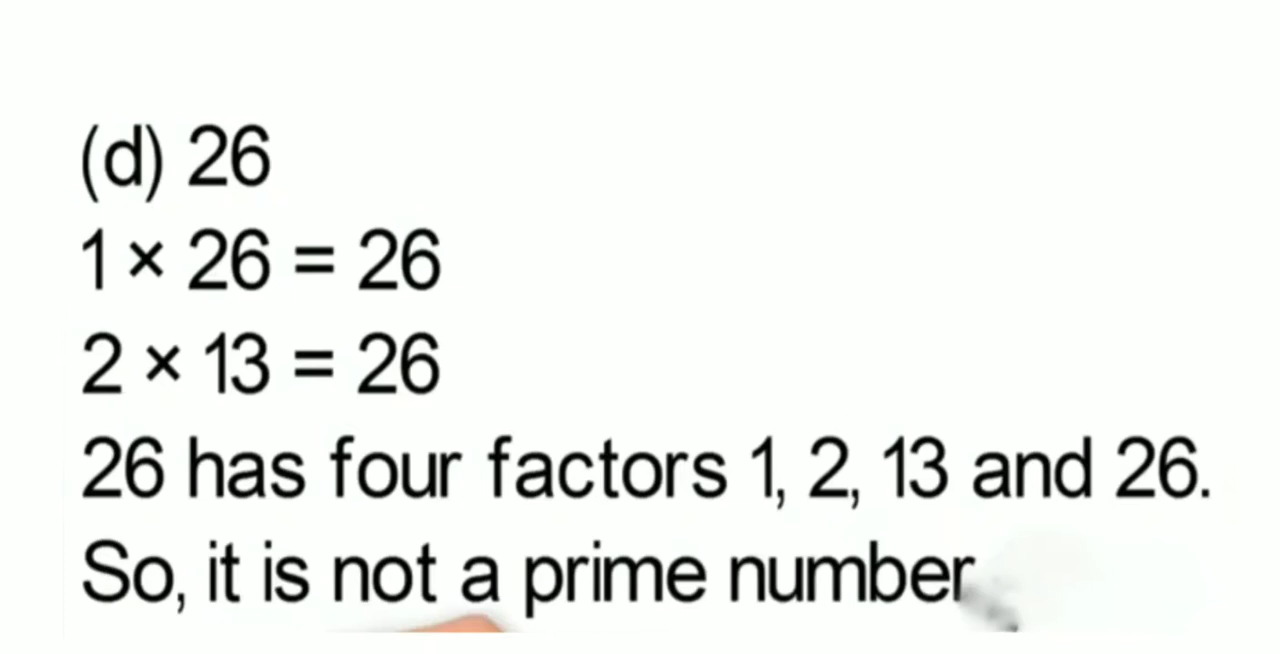 (d) 26
1 × 26 = 26
2 × 13 = 26
26 has four factors 1, 2, 13 and 26.
So, it is not a prime number